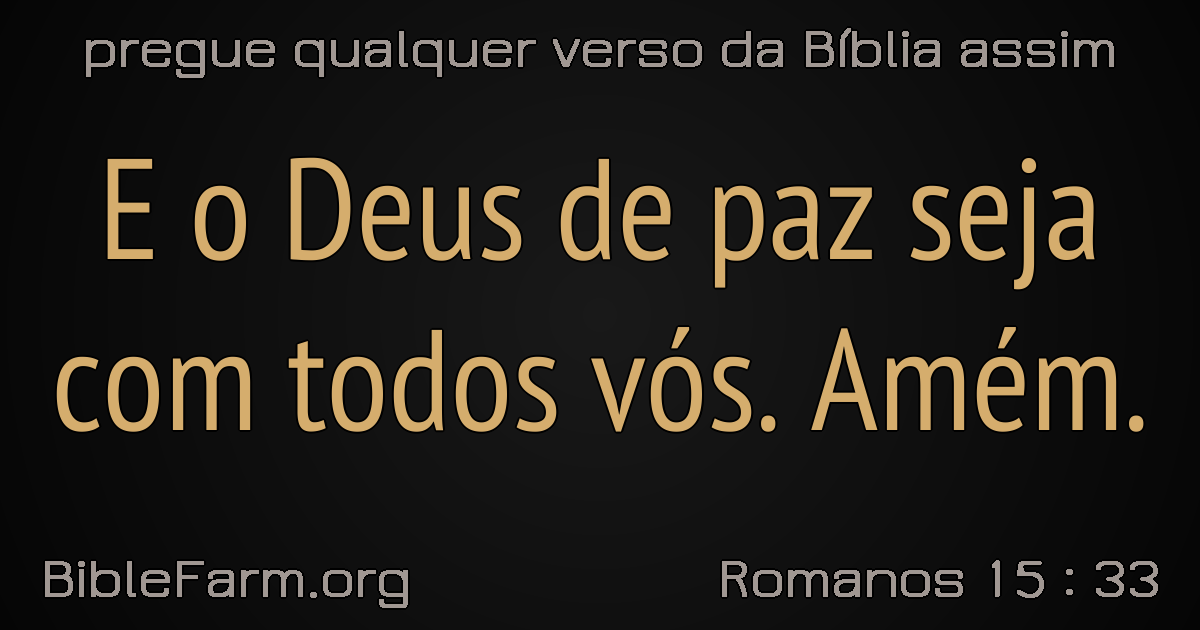 pregue qualquer verso da Bíblia assim
E o Deus de paz seja
com todos vós. Amém.
BibleFarm.org
Romanos 15 : 33